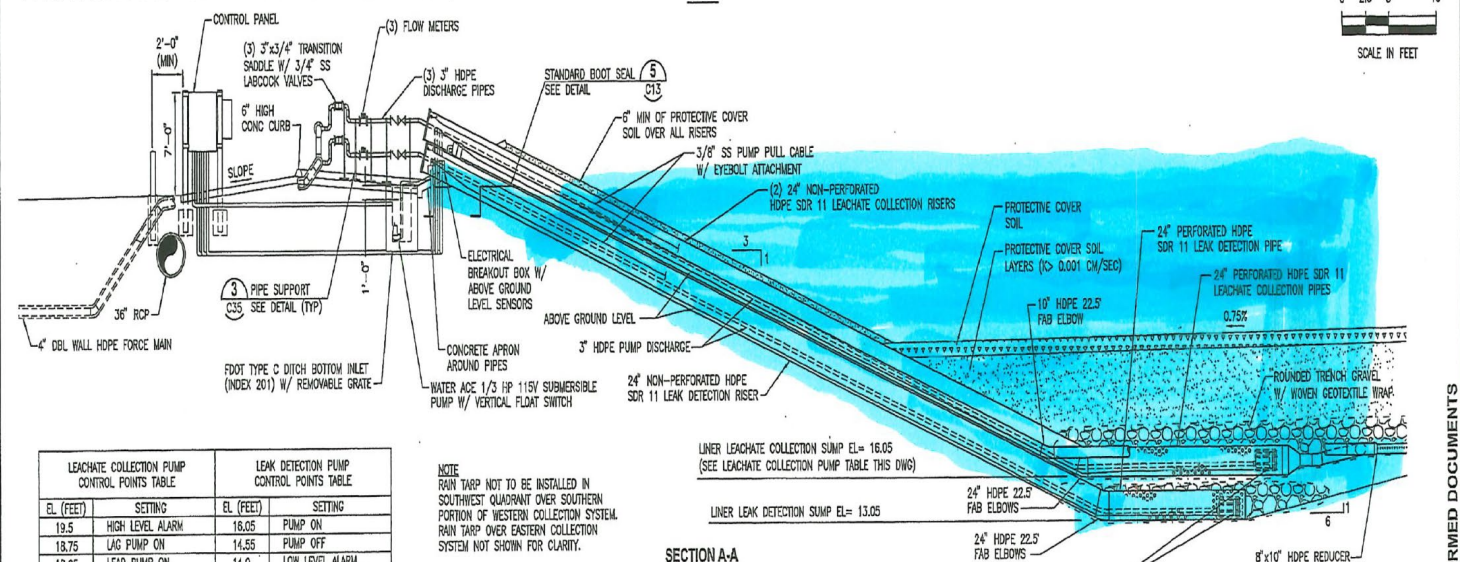 CONTROL PANEL
2'-0"
(MIN)
(3) 3"x3/4" TRANSITION
SADDLE W/ 3/4" SS
LABCOCK VALVES
(3) FLOW METERS
(3) 3" HDPE
DISCHARGE PIPES
STANDARD BOOT SEAL
SEE DETAIL
5
C13
SCALE IN FEET
7'-0"
6" HIGH
CONC CURB
SLOPE
6" MIN OF PROTECTIVE COVER
SOIL OVER ALL RISERS
3/8" SS PUMP PULL CABLE
W/ EYEBOLT ATTACHMENT
(2) 24" NON-PERFORATED
HDPE SDR 11 LEACHATE COLLECTION RISERS
3
1
PROTECTIVE COVER
SOIL
PROTECTIVE COVER SOIL
LAYERS (K> 0.001 CM/SEC)
24" PERFORATED HDPE
SDR 11 LEAK DETECTION PIPE
24" PERFORATED HDPE SDR 11
LEACHATE COLLECTION PIPES
10" HDPE 22.5°
FAB ELBOW
0.75%
ELECTRICAL
BREAKOUT BOX W/
ABOVE GROUND
LEVEL SENSORS
1'-0"
3
C35
PIPE SUPPORT
SEE DETAIL (TYP)
36" RCP
4" DBL WALL HDPE FORCE MAIN
ABOVE GROUND LEVEL
3" HDPE PUMP DISCHARGE
CONCRETE APRON
AROUND PIPES
FDOT TYPE C DITCH BOTTOM INLET
(INDEX 201) W/ REMOVABLE GRATE
WATER ACE 1/3 HP 115V SUBMERSIBLE
PUMP W/ VERTICAL FLOAT SWITCH
24" NON-PERFORATED HDPE
SDR 11 LEAK DETECTION RISER
ROUNDED TRENCH GRAVEL
W/ WOVEN GEOTEXTILE WRAP
LINER LEACHATE COLLECTION SUMP EL= 16.05
(SEE LEACHATE COLLECTION PUMP TABLE THIS DWG)
LINER LEAK DETECTION SUMP EL= 13.05
24" HDPE 22.5°
FAB ELBOWS
24" HDPE 22.5°
FAB ELBOWS
1
6
8"x10" HDPE REDUCER
LEACHATE COLLECTION PUMP
CONTROL POINTS TABLE
LEAK DETECTION PUMP
CONTROL POINTS TABLE
EL (FEET) SETTING EL (FEET) SETTING
19.5 HIGH LEVEL ALARM 16.05 PUMP ON
18.75 LAG PUMP ON 14.55 PUMP OFF
LEAD PUMP ON 14.0 LOW LEVEL ALARM
NOTE
RAIN TARP NOT TO BE INSTALLED IN
SOUTHWEST QUADRANT OVER SOUTHERN
PORTION OF WESTERN COLLECTION SYSTEM.
RAIN TARP OVER EASTERN COLLECTION
SYSTEM NOT SHOWN FOR CLARITY.
SECTION A-A
RMED DOCUMENTS